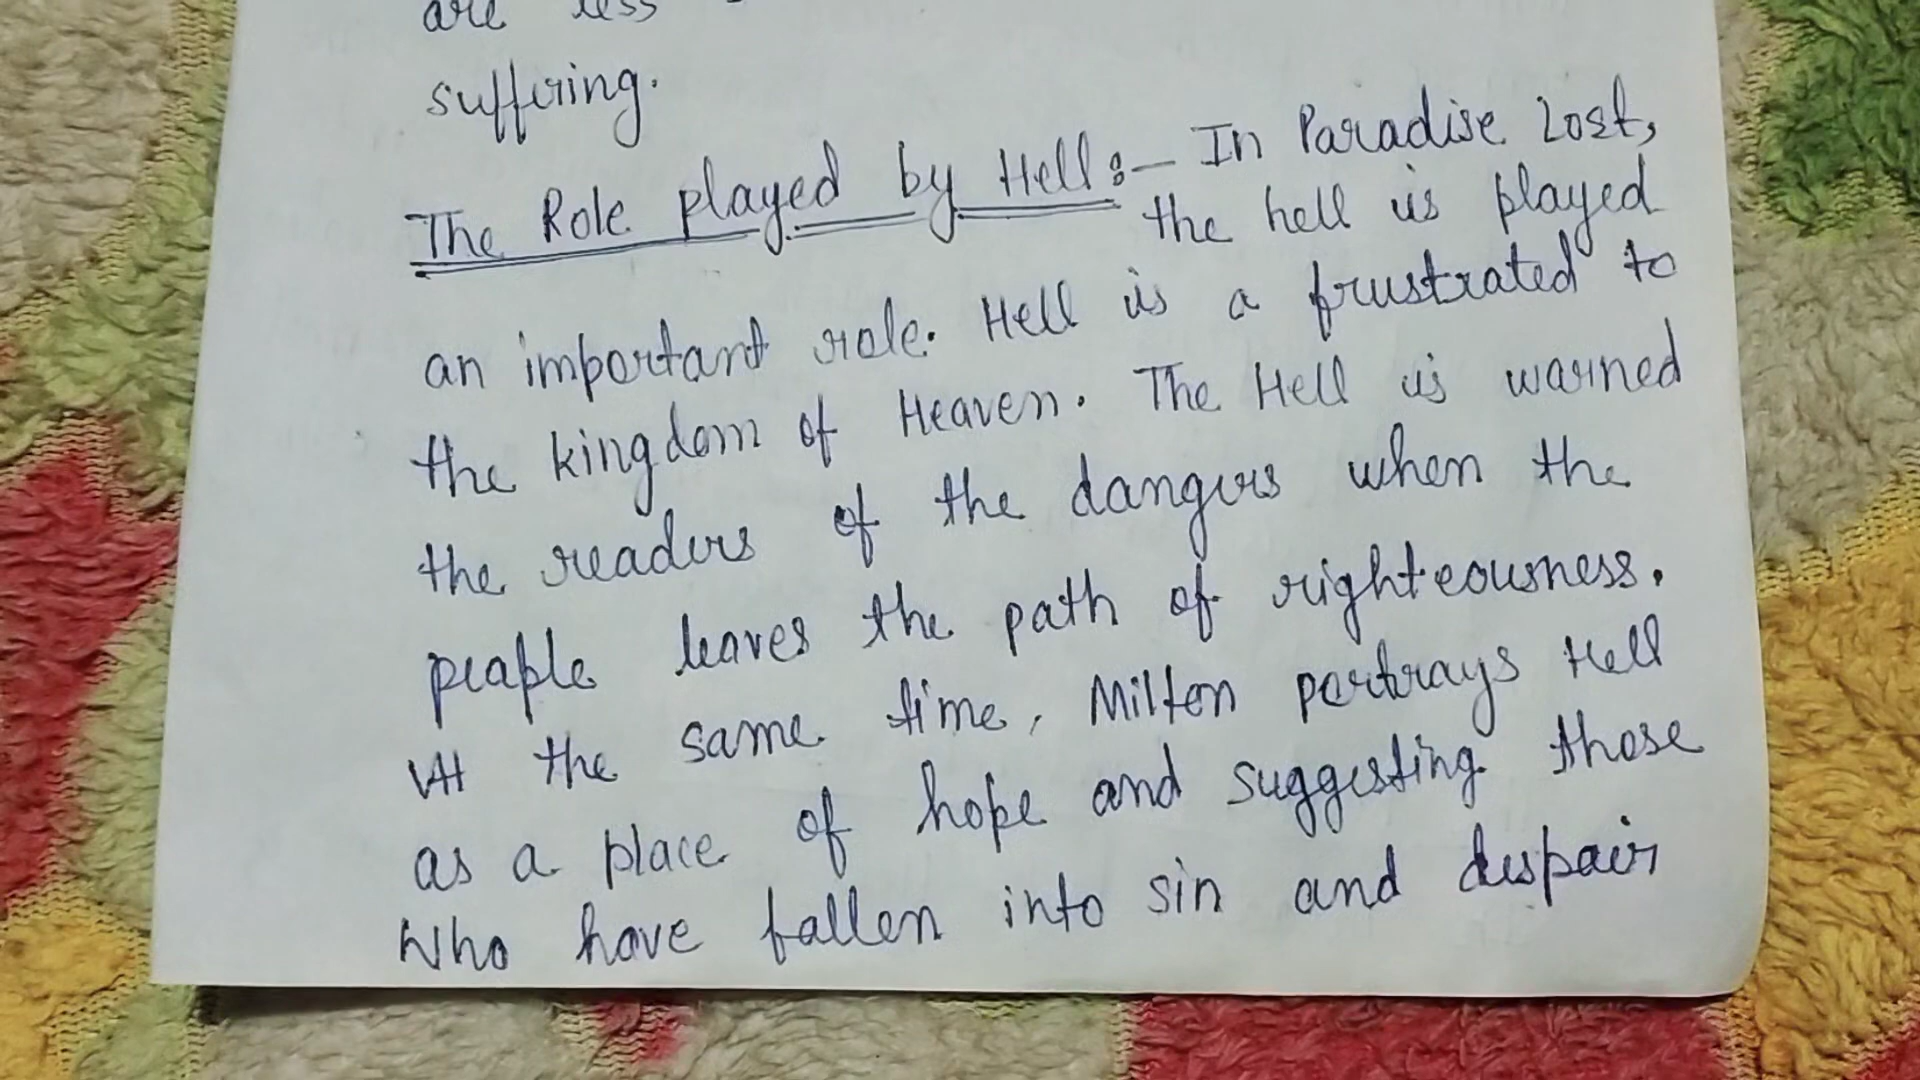 are less
suffering.
The Role played by Hell :- In Paradise Lost,
the hell is played
an important role. Hell is a frustrated to
the kingdom of Heaven. The Hell is warned
the readers of the dangers when the
people leaves the path of righteousness.
At the same time, Milton portrays Hell
as a place of hope and suggesting those
Who have fallen into sin and despair